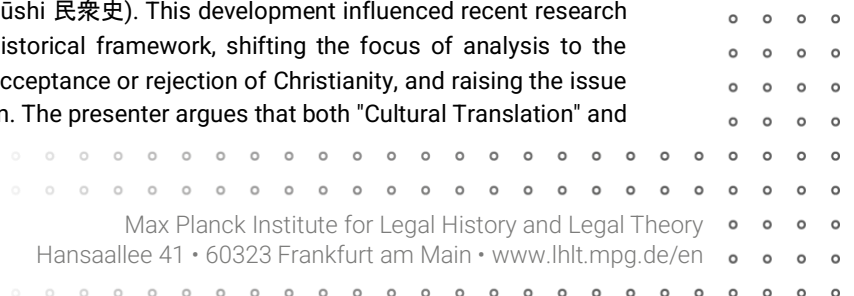 ūshi 民衆史). This development influenced recent research
istorical framework, shifting the focus of analysis to the
cceptance or rejection of Christianity, and raising the issue
n. The presenter argues that both "Cultural Translation" and
Max Planck Institute for Legal History and Legal Theory
Hansaallee 41 • 60323 Frankfurt am Main • www.lhlt.mpg.de/en